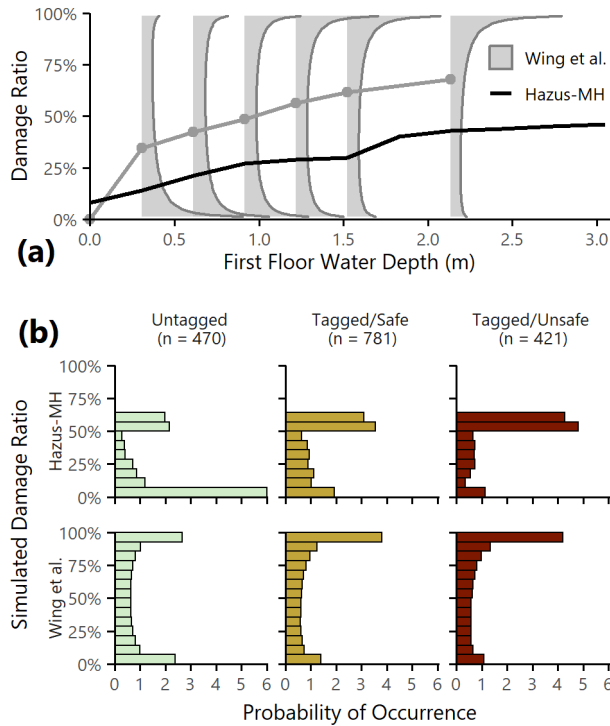 100%
75%
50%
25%
0%
Damage Ratio
Wing et al.
Hazus-MH
0.0 0.5 1.0 1.5 2.0 2.5 3.0
First Floor Water Depth (m)
(a)
(b)
Untagged
(n = 470)
Tagged/Safe
(n = 781)
Tagged/Unsafe
(n = 421)
Simulated Damage Ratio
Hazus-MH
100%
75%
50%
25%
0%
Wing et al.
100%
75%
50%
25%
0%
0 1 2 3 4 5 6
0 1 2 3 4 5 6
0 1 2 3 4 5 6
Probability of Occurrence